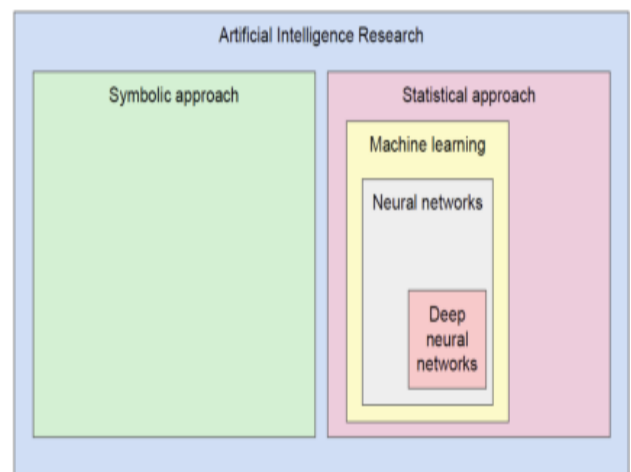 Artificial Intelligence Research
Symbolic approach
Statistical approach
Machine learning
Neural networks
Deep
neural
networks